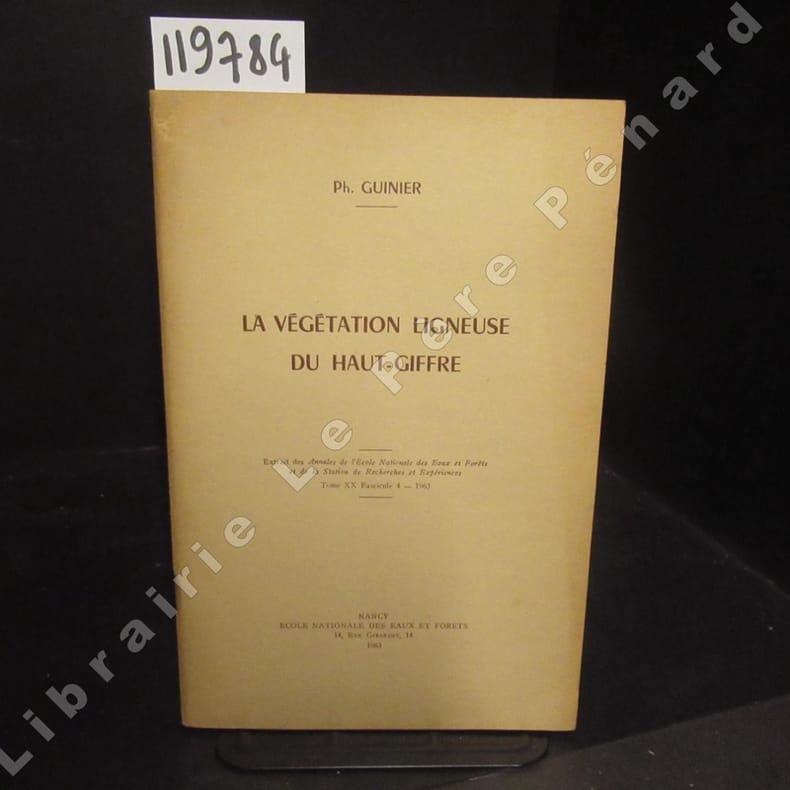 119784
Ph. GUINIER
LA VÉGÉTATION LIGNEUSE
DU HAUT-GIFFRE
Extrait des Annales de l'Ecole Nationale des Eaux et Forêts
et de la Station de Recherches et Expériences
Tome XX Fascicule 4 — 1963
NANCY
ECOLE NATIONALE DES EAUX ET FORETS
14, Rue Girardet, 14
1963
Librairie Le Père Pénard